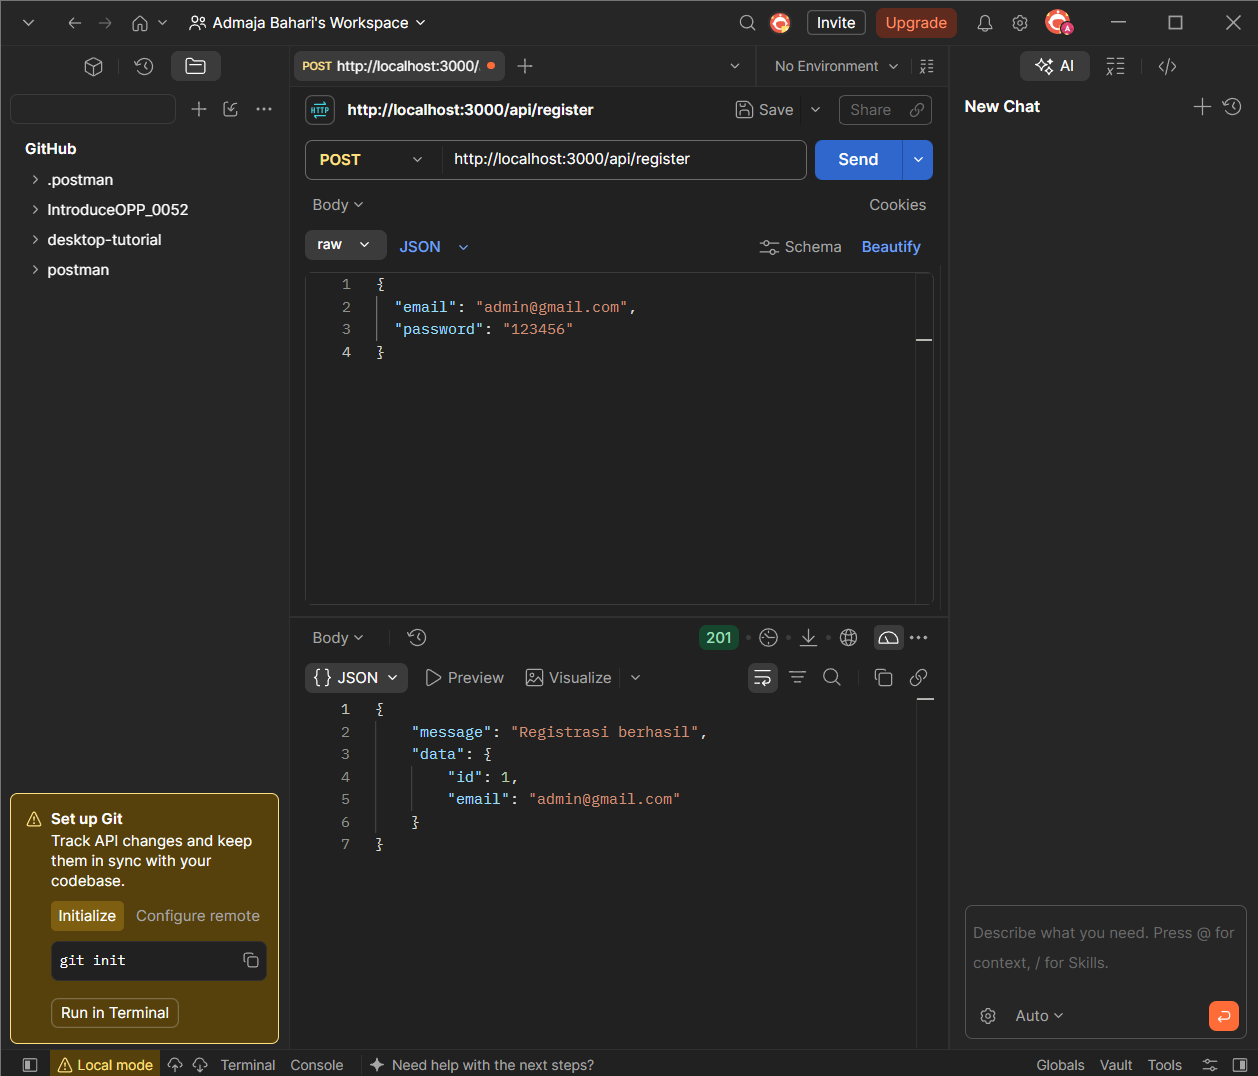 Admaja Bahari's Workspace
Invite
Upgrade
A
POST http://localhost:3000/
No Environment
AI
HTTP
http://localhost:3000/api/register
Save
Share
New Chat
GitHub
.postman
IntroduceOPP_0052
desktop-tutorial
postman
POST
http://localhost:3000/api/register
Send
Body
Cookies
raw
JSON
Schema
Beautify
1 {
2 "email": "admin@gmail.com",
3 "password": "123456"
4 }
Body
201
{} JSON
Preview
Visualize
1 {
2 "message": "Registrasi berhasil",
3 "data": {
4 "id": 1,
5 "email": "admin@gmail.com"
6 }
7 }
Set up Git
Track API changes and keep
them in sync with your
codebase.
Initialize
Configure remote
git init
Run in Terminal
Describe what you need. Press @ for
context, / for Skills.
Auto
Local mode
Terminal
Console
Need help with the next steps?
Globals
Vault
Tools